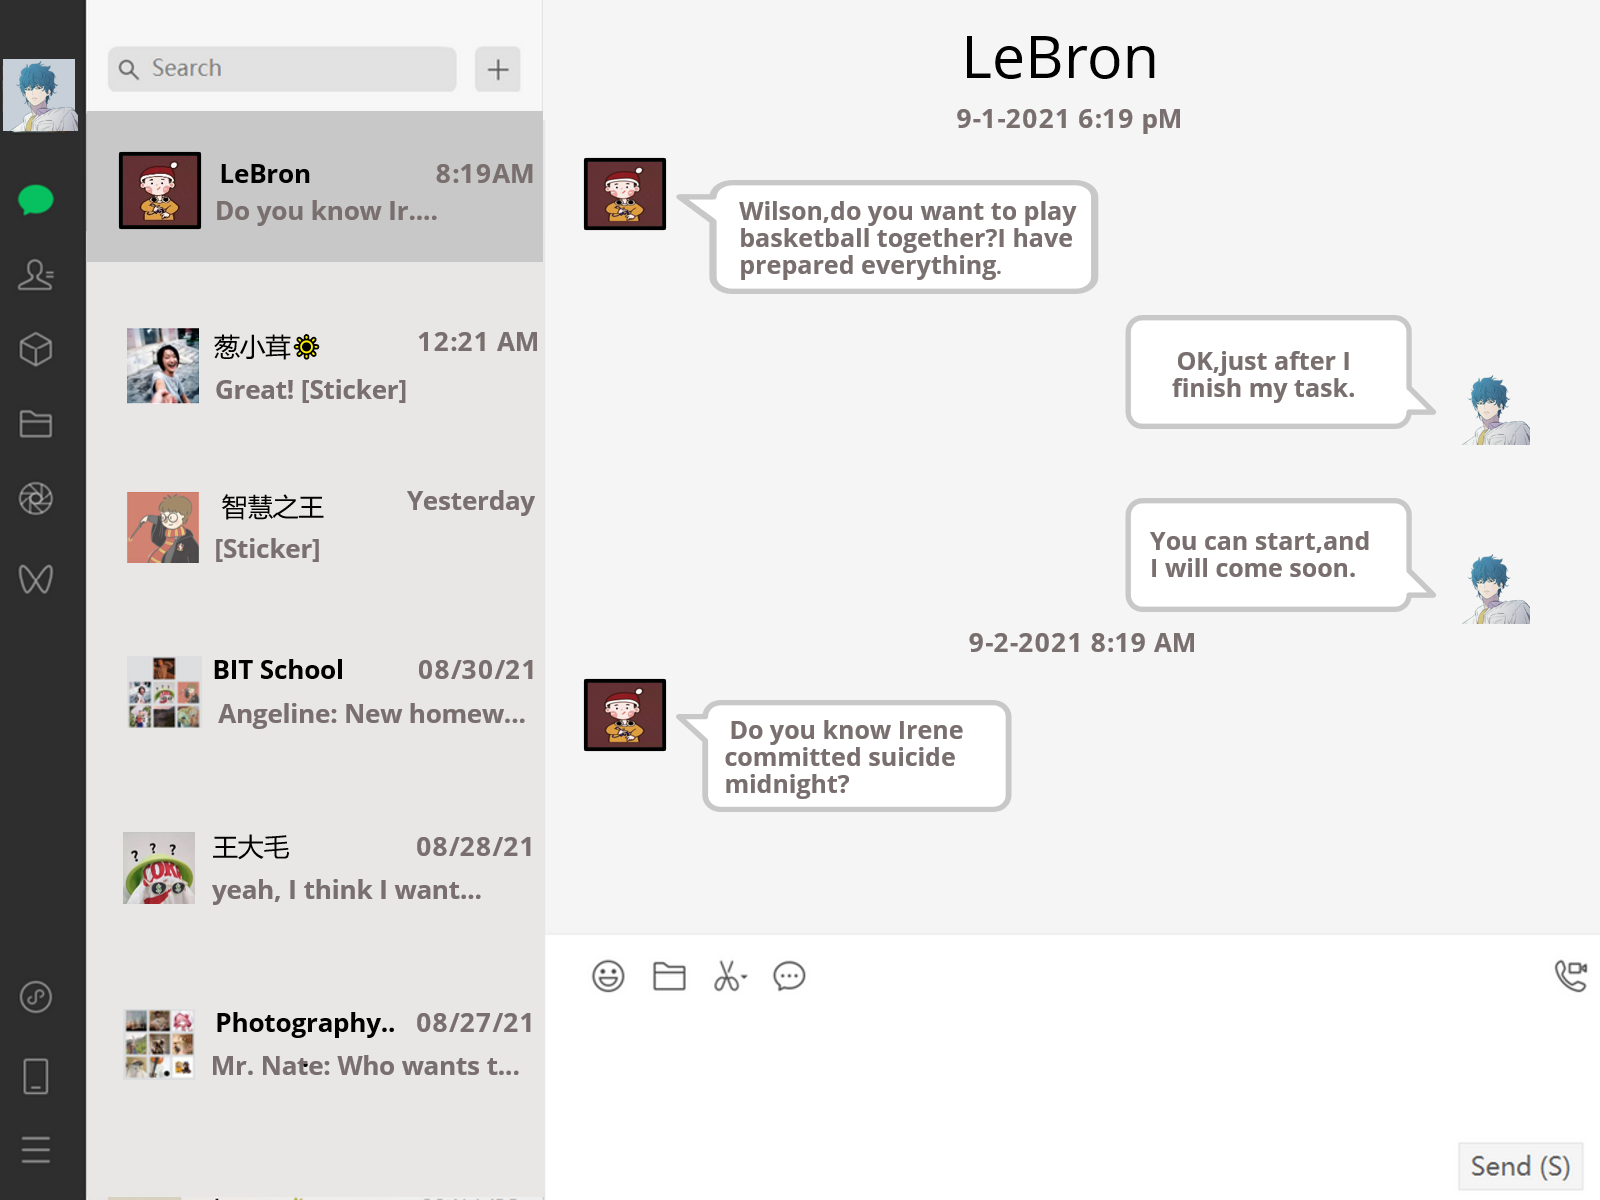 Search
LeBron
8:19AM
Do you know Ir....
葱小茸
12:21 AM
Great! [Sticker]
智慧之王
Yesterday
[Sticker]
BIT School
08/30/21
Angeline: New homew...
王大毛
08/28/21
yeah, I think I want...
Photography..
08/27/21
Mr. Nate: Who wants t...
LeBron
9-1-2021 6:19 pM
Wilson,do you want to play
basketball together?I have
prepared everything.
OK,just after I
finish my task.
You can start,and
I will come soon.
9-2-2021 8:19 AM
Do you know Irene
committed suicide
midnight?
Send (S)